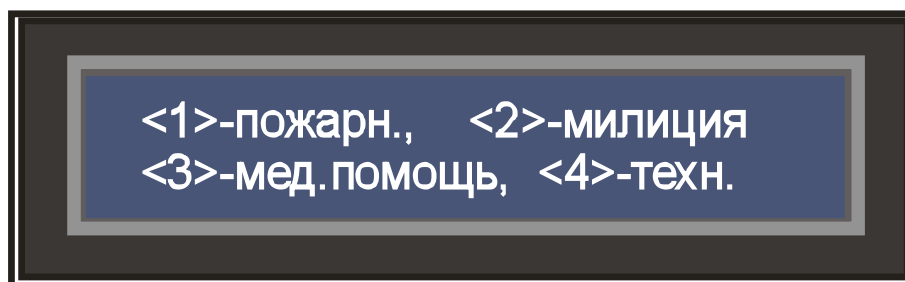 <1>-пожарн.,   <2>-милиция
<3>-мед.помощь,  <4>-техн.